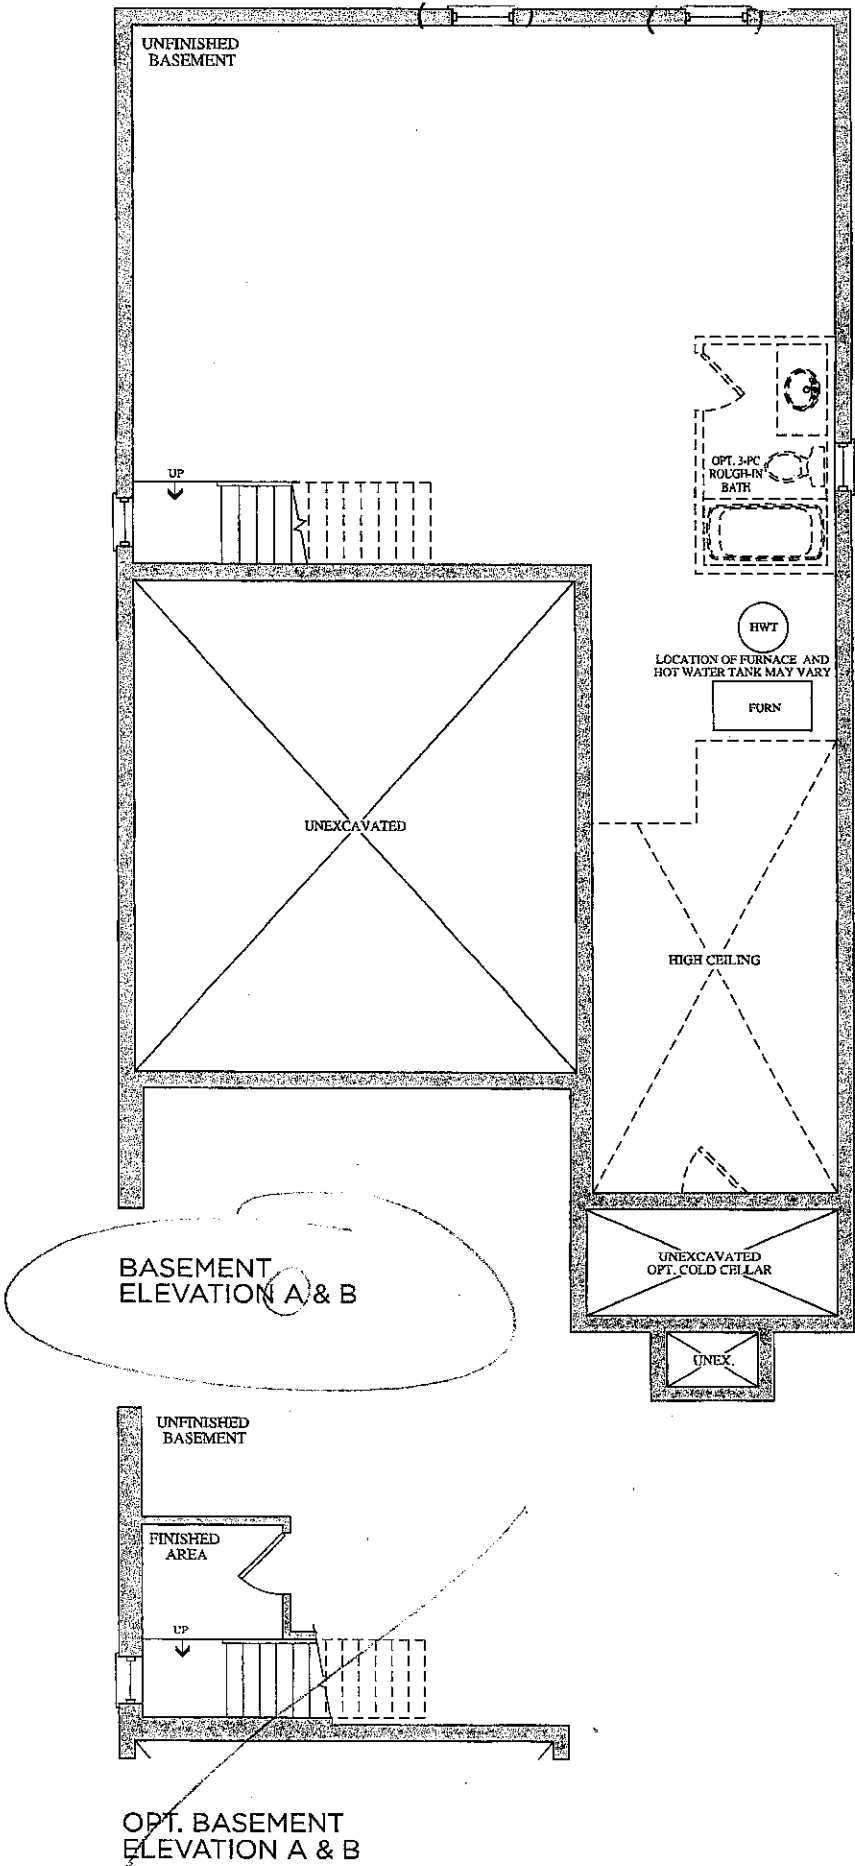 UNFINISHED
BASEMENT
UP
OPT. 3-PC
ROUGH-IN
BATH
HWT
LOCATION OF FURNACE AND
HOT WATER TANK MAY VARY
FURN
UNEXCAVATED
HIGH CEILING
UNEXCAVATED
OPT. COLD CELLAR
UNEX.
BASEMENT
ELEVATION A & B
UNFINISHED
BASEMENT
FINISHED
AREA
UP
OPT. BASEMENT
ELEVATION A & B